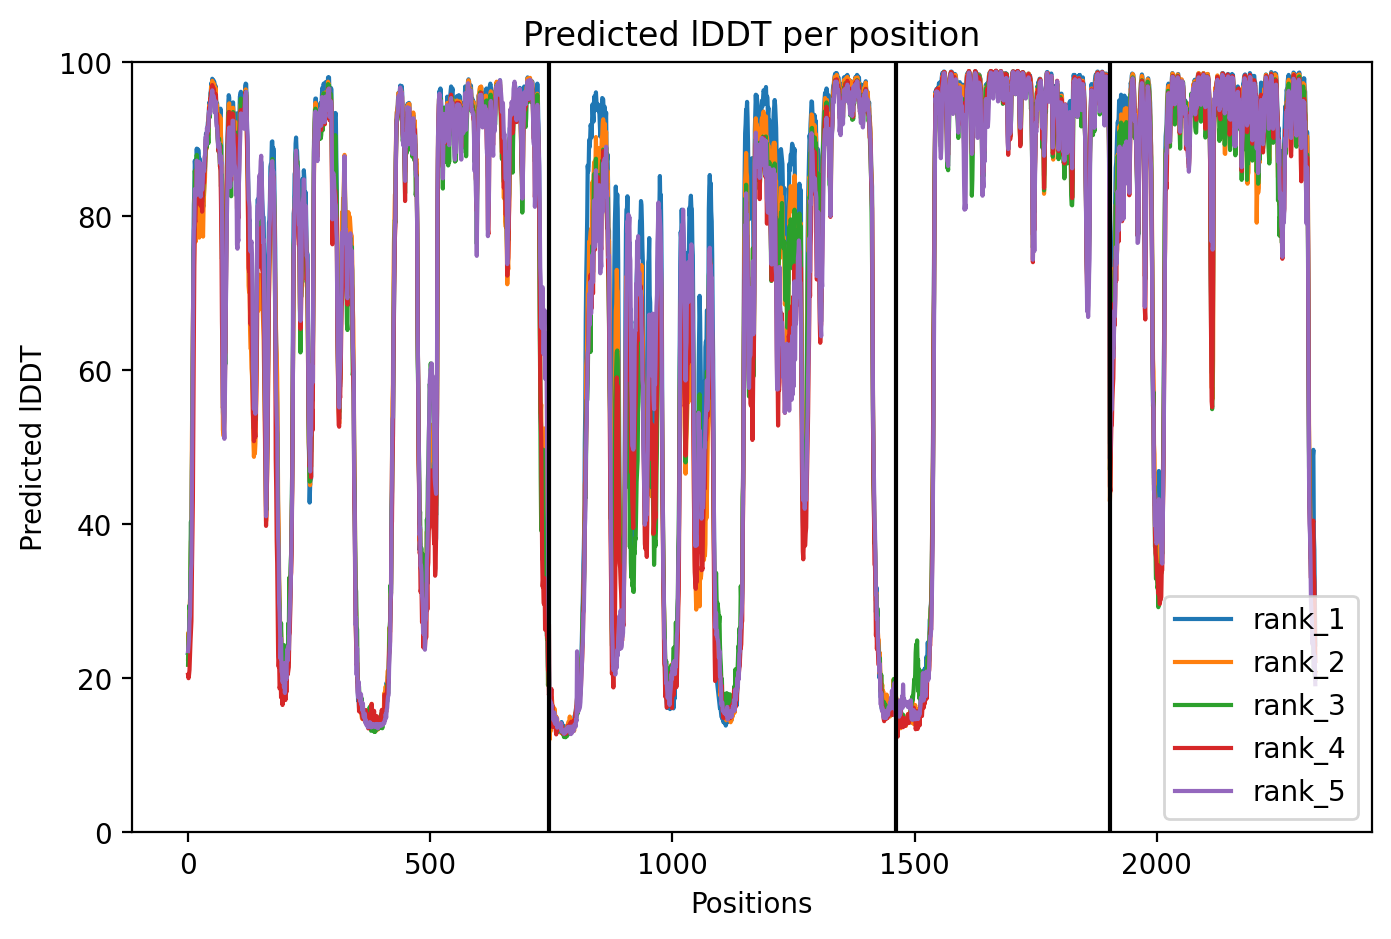 Predicted lDDT per position
100
80
60
40
20
0
Predicted lDDT
0
500
1000
1500
2000
Positions
rank_1
rank_2
rank_3
rank_4
rank_5